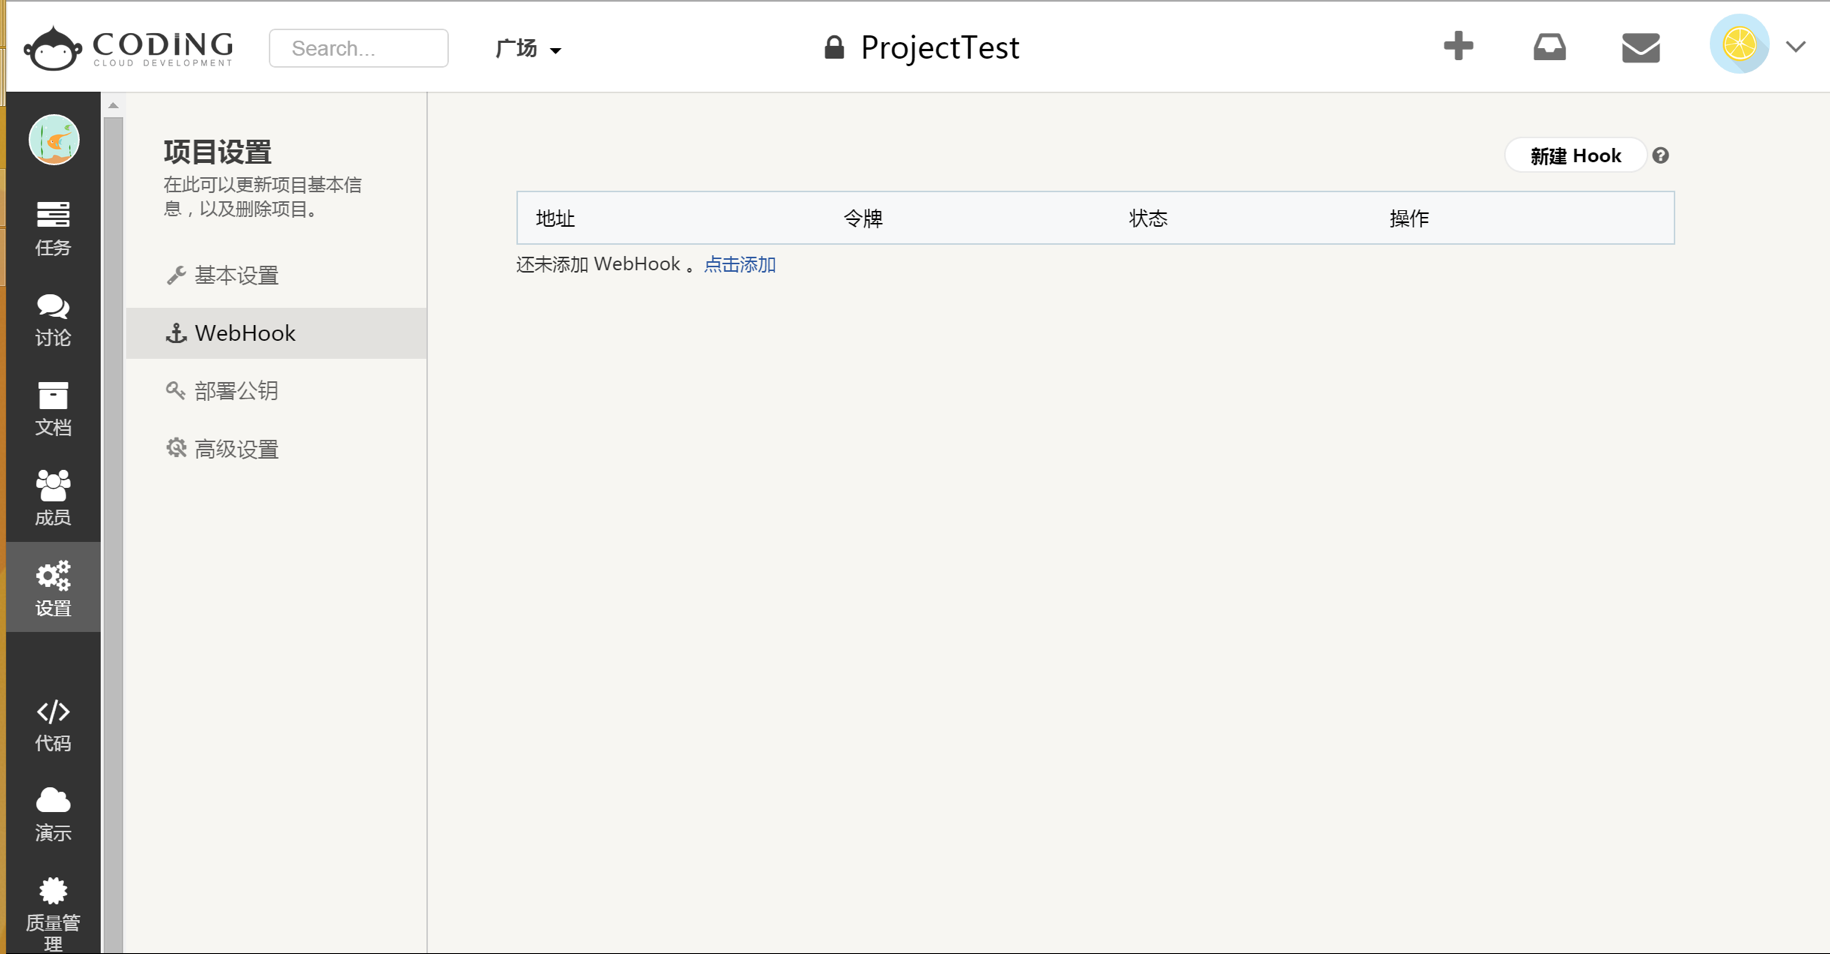 CODING
CLOUD DEVELOPMENT
Search...
广场
ProjectTest
任务
讨论
文档
成员
设置
代码
演示
质量管
理
项目设置
在此可以更新项目基本信
息，以及删除项目。
基本设置
WebHook
部署公钥
高级设置
新建 Hook
地址 令牌 状态 操作
还未添加 WebHook 。点击添加